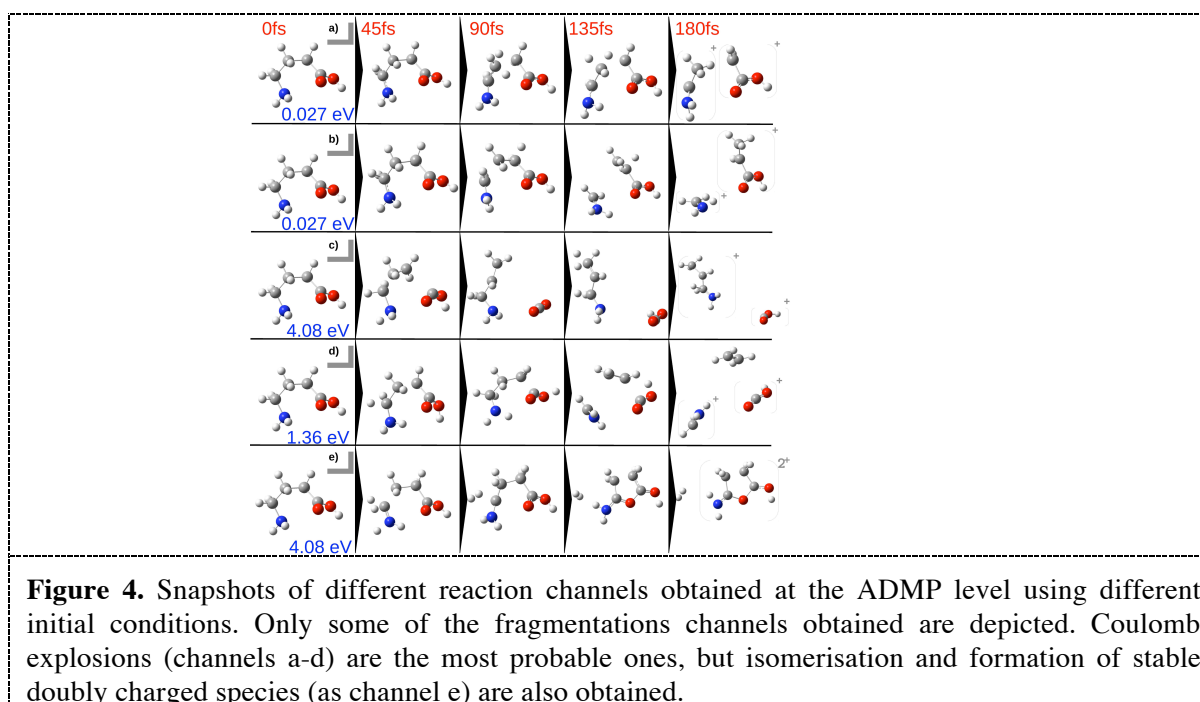 0fs a) 45fs 90fs 135fs 180fs
+ +
0.027 eV
b) +
+
0.027 eV
c) +
+
4.08 eV
d)
+
+
1.36 eV
e) 2+
4.08 eV
Figure 4. Snapshots of different reaction channels obtained at the ADMP level using different
initial conditions. Only some of the fragmentations channels obtained are depicted. Coulomb
explosions (channels a-d) are the most probable ones, but isomerisation and formation of stable
doubly charged species (as channel e) are also obtained.